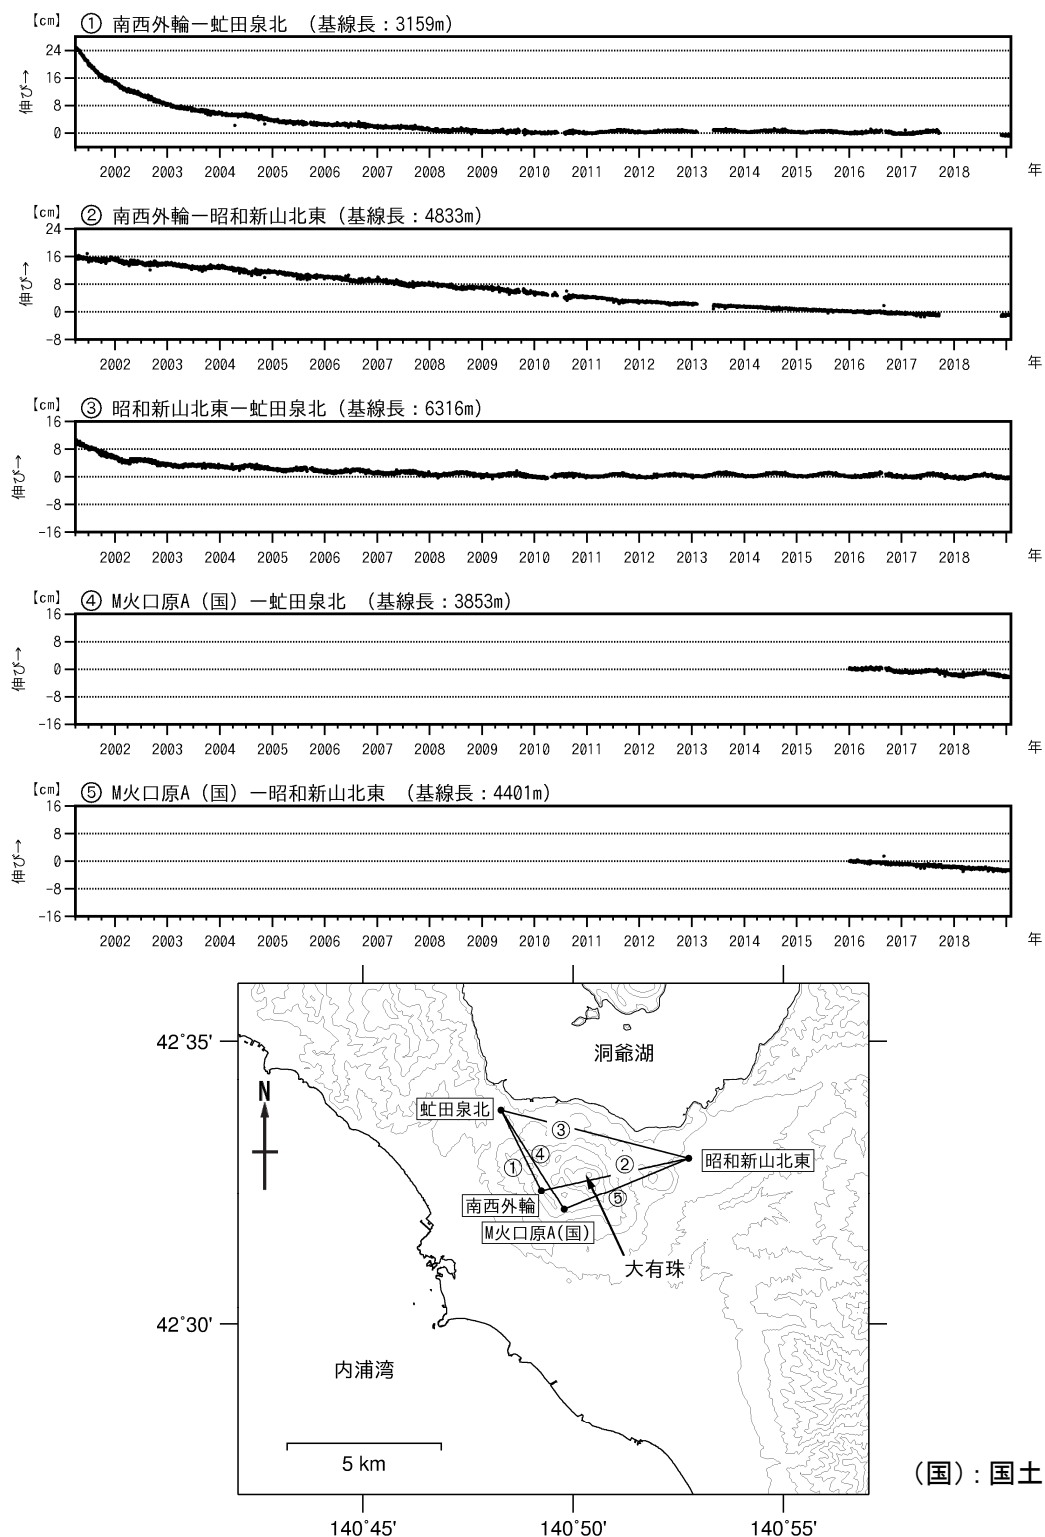 [cm] ① 南西外輪－虻田泉北 （基線長：3159m）
24
16
8
0
伸び→
2002 2003 2004 2005 2006 2007 2008 2009 2010 2011 2012 2013 2014 2015 2016 2017 2018 年
[cm] ② 南西外輪－昭和新山北東（基線長：4833m）
24
16
8
0
-8
伸び→
2002 2003 2004 2005 2006 2007 2008 2009 2010 2011 2012 2013 2014 2015 2016 2017 2018 年
[cm] ③ 昭和新山北東－虻田泉北（基線長：6316m）
16
8
0
-8
-16
伸び→
2002 2003 2004 2005 2006 2007 2008 2009 2010 2011 2012 2013 2014 2015 2016 2017 2018 年
[cm] ④ M火口原A（国）－虻田泉北 （基線長：3853m）
16
8
0
-8
-16
伸び→
2002 2003 2004 2005 2006 2007 2008 2009 2010 2011 2012 2013 2014 2015 2016 2017 2018 年
[cm] ⑤ M火口原A（国）－昭和新山北東 （基線長：4401m）
16
8
0
-8
-16
伸び→
2002 2003 2004 2005 2006 2007 2008 2009 2010 2011 2012 2013 2014 2015 2016 2017 2018 年
42°35'
洞爺湖
N
虻田泉北
③
④
①
②
昭和新山北東
南西外輪
⑤
M火口原A(国)
大有珠
42°30'
内浦湾
5 km
（国）：国土
140°45' 140°50' 140°55'